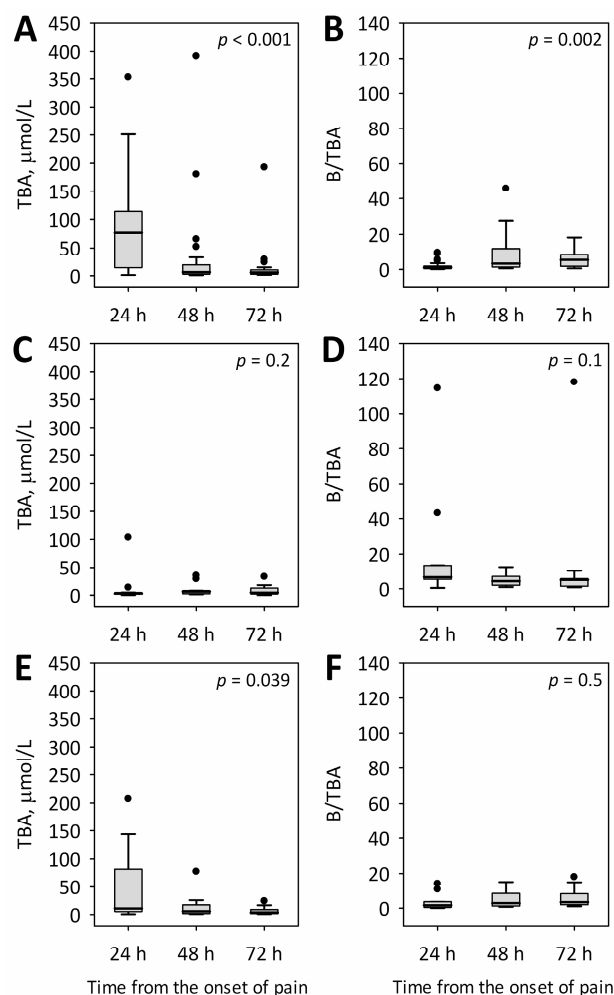 A
TBA, µmol/L
450
400
350
300
250
200
150
100
50
0
p < 0.001
24 h 48 h 72 h
B
B/TBA
140
120
100
80
60
40
20
0
p = 0.002
24 h 48 h 72 h
C
TBA, µmol/L
450
400
350
300
250
200
150
100
50
0
p = 0.2
24 h 48 h 72 h
D
B/TBA
140
120
100
80
60
40
20
0
p = 0.1
24 h 48 h 72 h
E
TBA, µmol/L
450
400
350
300
250
200
150
100
50
0
p = 0.039
24 h 48 h 72 h
Time from the onset of pain
F
B/TBA
140
120
100
80
60
40
20
0
p = 0.5
24 h 48 h 72 h
Time from the onset of pain